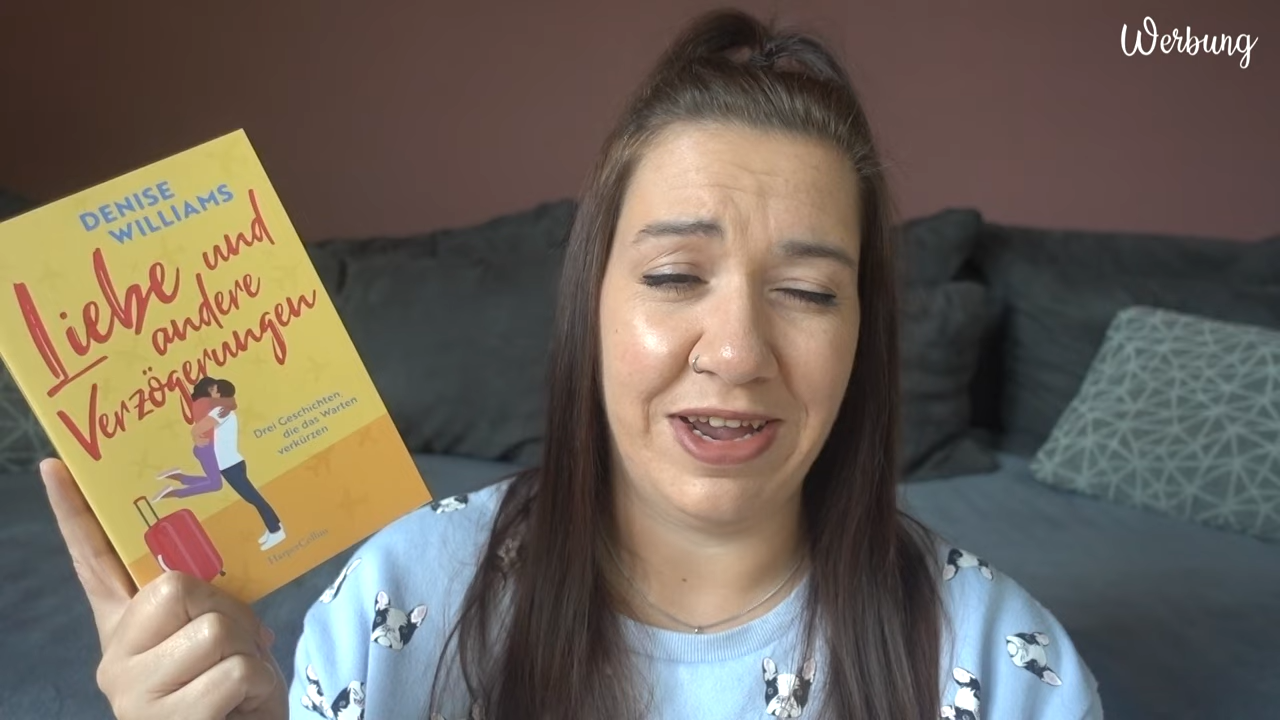 Werbung
DENISE
WILLIAMS
Liebe und
andere
Verzögerungen
Drei Geschichten,
die das Warten
verkürzen
HarperCollins